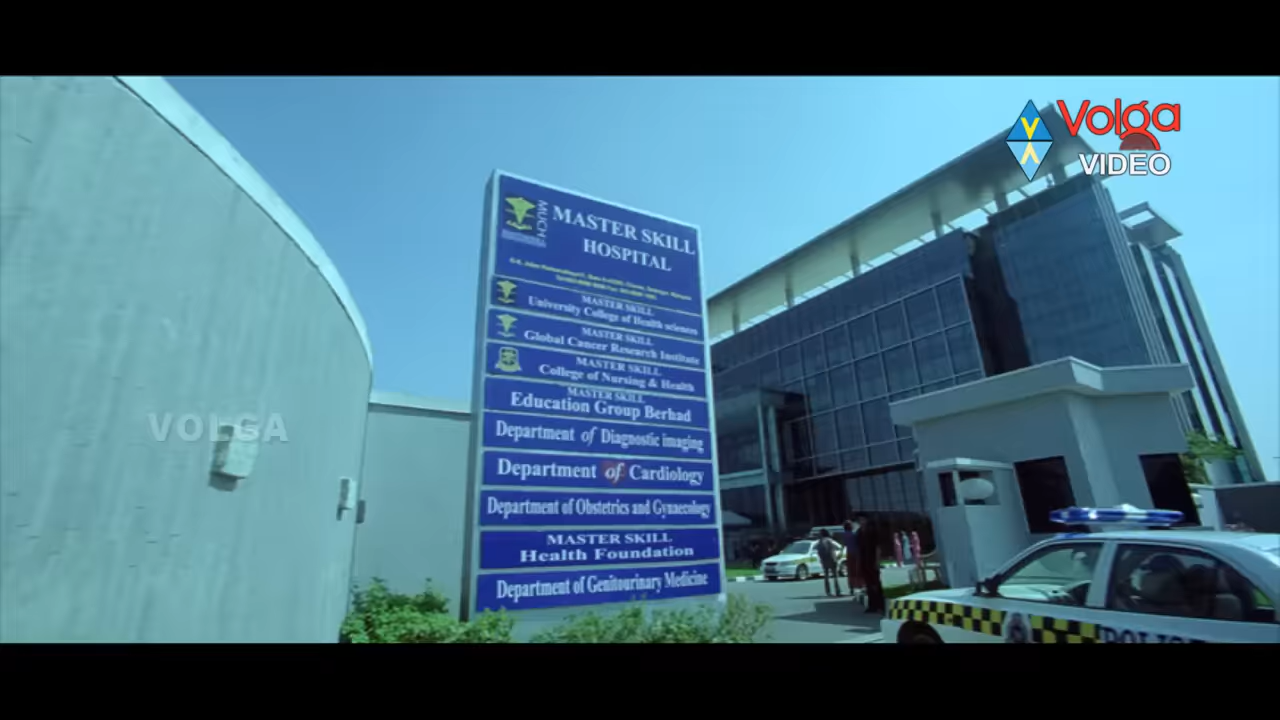 Volga
VIDEO
VOLGA
MUCH
MASTER SKILL
HOSPITAL
MASTER SKILL
University College of Health sciences
MASTER SKILL
Global Cancer Research Institute
MASTER SKILL
College of Nursing & Health
MASTER SKILL
Education Group Berhad
Department of Diagnostic imaging
Department of Cardiology
Department of Obstetrics and Gynaecology
MASTER SKILL
Health Foundation
Department of Genitourinary Medicine
POLICE